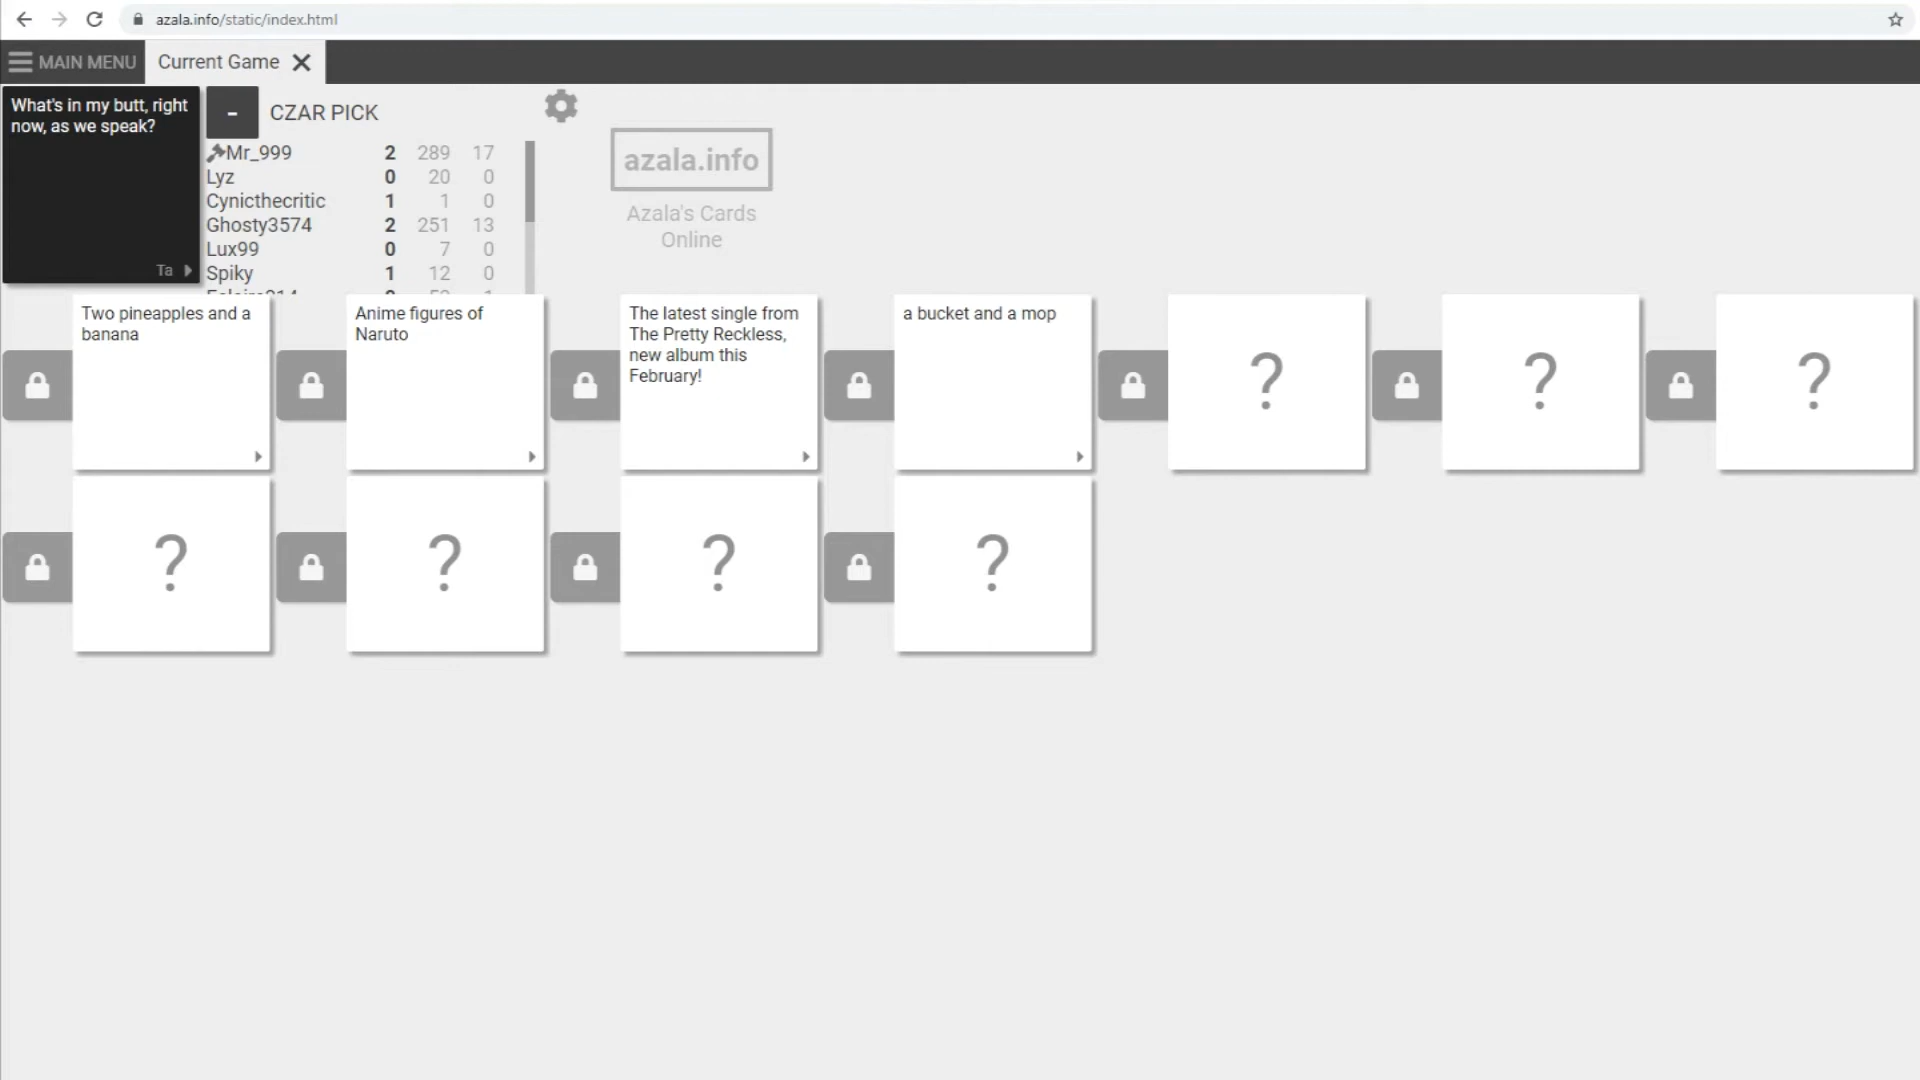 azala.info/static/index.html
MAIN MENU
Current Game
What's in my butt, right
now, as we speak?
Ta
-
CZAR PICK
Mr_999 2 289 17
Lyz 0 20 0
Cynicthecritic 1 1 0
Ghosty3574 2 251 13
Lux99 0 7 0
Spiky 1 12 0
azala.info
Azala's Cards
Online
Two pineapples and a
banana
Anime figures of
Naruto
The latest single from
The Pretty Reckless,
new album this
February!
a bucket and a mop
?
?
?
?
?
?
?